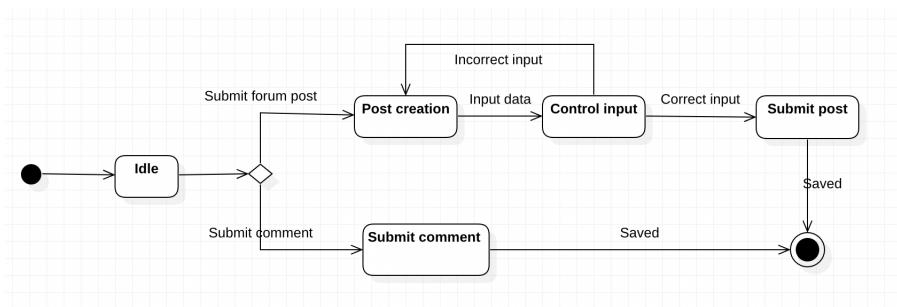 Incorrect input
Submit forum post
Post creation
Input data
Control input
Correct input
Submit post
Idle
Saved
Submit comment
Submit comment
Saved